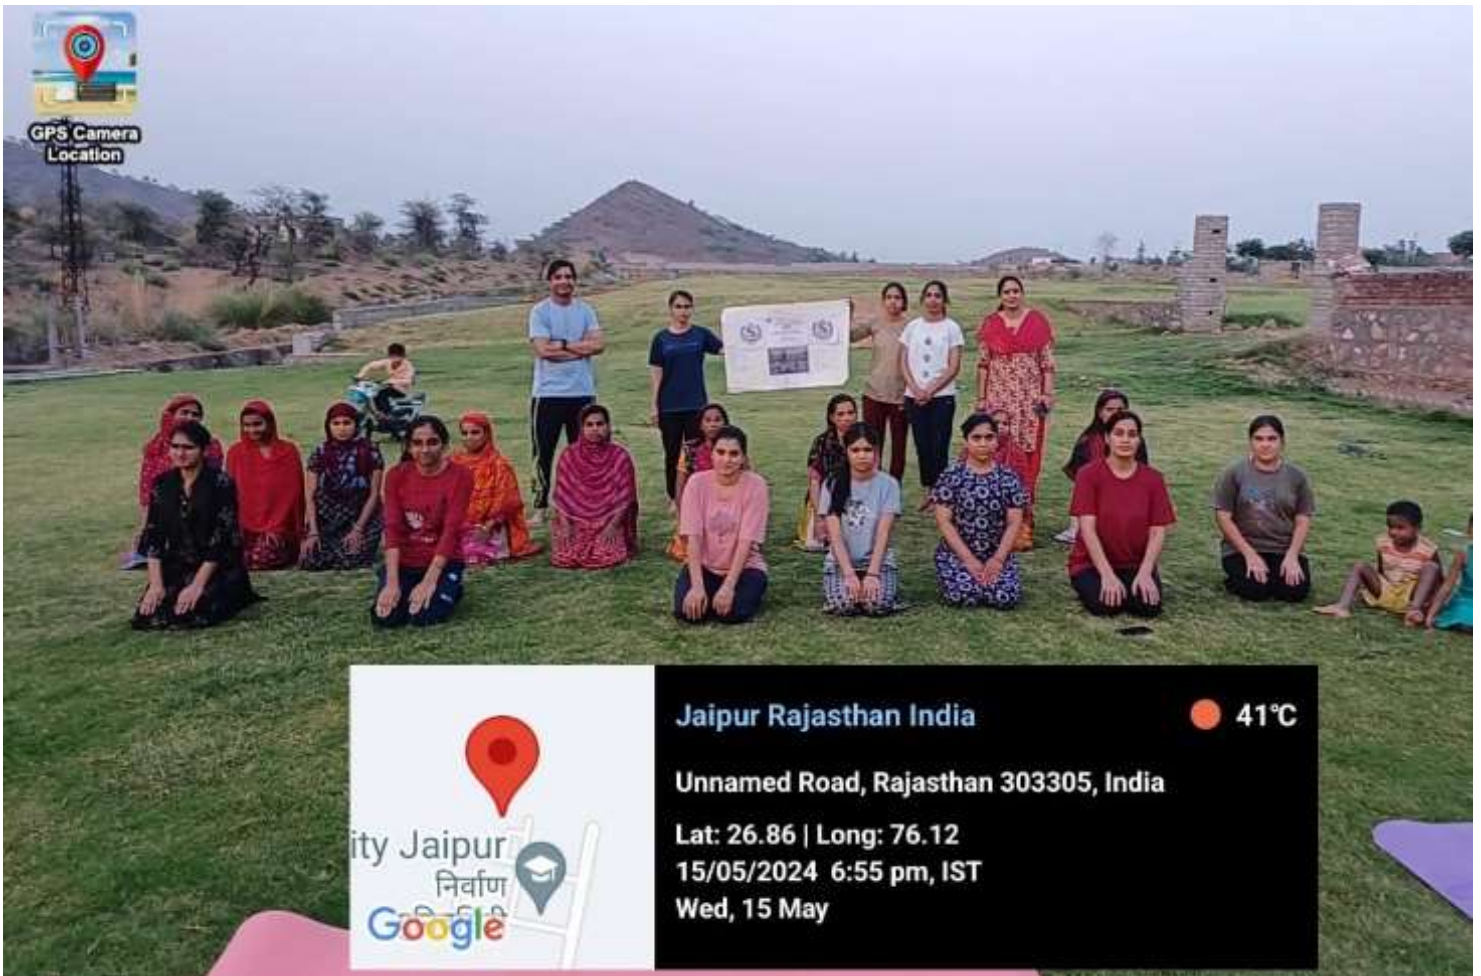 GPS Camera
Location
Jaipur Rajasthan India
41°C
Unnamed Road, Rajasthan 303305, India
Lat: 26.86 | Long: 76.12
15/05/2024 6:55 pm, IST
Wed, 15 May
ity Jaipur
निर्वाण
Google